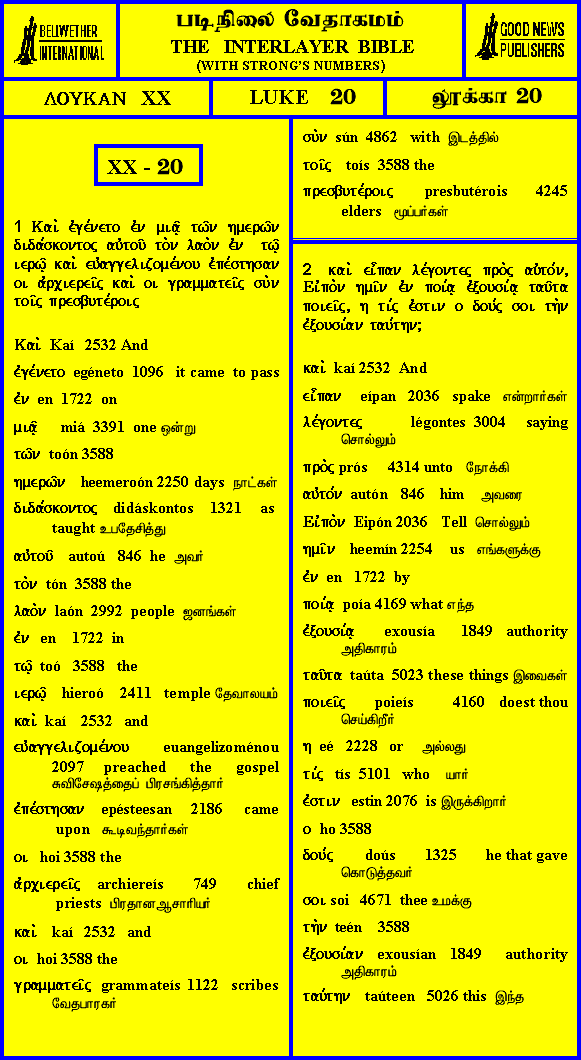 BELLWETHER
INTERNATIONAL
படிநிலை வேதாகமம்
THE INTERLAYER BIBLE
(WITH STRONG'S NUMBERS)
GOOD NEWS
PUBLISHERS
ΛΟΥΚΑΝ XX
LUKE 20
லூக்கா 20
XX - 20
1 Καὶ ἐγένετο ἐν μιᾷ τῶν ημερῶν
διδάσκοντος αὐτοῦ τὸν λαὸν ἐν τῷ
ιερῷ καὶ εὐαγγελιζομένου ἐπέστησαν
οι ἀρχιερεῖς καὶ οι γραμματεῖς σὺν
τοῖς πρεσβυτέροις
Καὶ Kaí 2532 And
ἐγένετο egéneto 1096 it came to pass
ἐν en 1722 on
μιᾷ miá 3391 one ஒன்று
τῶν toón 3588
ημερῶν heemeroón 2250 days நாட்கள்
διδάσκοντος didáskontos 1321 as
taught உபதேசித்து
αὐτοῦ autoú 846 he அவர்
τὸν tón 3588 the
λαὸν laón 2992 people ஜனங்கள்
ἐν en 1722 in
τῷ toó 3588 the
ιερῷ hieroó 2411 temple தேவாலயம்
καὶ kaí 2532 and
εὐαγγελιζομένου euangelizoménou
2097 preached the gospel
சுவிசேஷத்தைப் பிரசங்கித்தார்
ἐπέστησαν epésteesan 2186 came
upon கூடிவந்தார்கள்
οι hoi 3588 the
ἀρχιερεῖς archiereís 749 chief
priests பிரதானஆசாரியர்
καὶ kaí 2532 and
οι hoi 3588 the
γραμματεῖς grammateís 1122 scribes
வேதபாரகர்
σὺν sún 4862 with இடத்தில்
τοῖς toís 3588 the
πρεσβυτέροις presbutérois 4245
elders மூப்பர்கள்
2 καὶ εἶπαν λέγοντες πρὸς αὐτόν,
Εἰπὸν ημῖν ἐν ποίᾳ ἐξουσίᾳ ταῦτα
ποιεῖς, η τίς ἐστιν ο δούς σοι τὴν
ἐξουσίαν ταύτην;
καὶ kaí 2532 And
εἶπαν eípan 2036 spake என்றார்கள்
λέγοντες légontes 3004 saying
சொல்லும்
πρὸς prós 4314 unto நோக்கி
αὐτόν autón 846 him அவரை
Εἰπὸν Eipón 2036 Tell சொல்லும்
ημῖν heemín 2254 us எங்களுக்கு
ἐν en 1722 by
ποίᾳ poía 4169 what எந்த
ἐξουσίᾳ exousía 1849 authority
அதிகாரம்
ταῦτα taúta 5023 these things இவைகள்
ποιεῖς poieís 4160 doest thou
செய்கிறீர்
η eé 2228 or அல்லது
τίς tís 5101 who யார்
ἐστιν estin 2076 is இருக்கிறார்
ο ho 3588
δούς doús 1325 he that gave
கொடுத்தவர்
σοι soi 4671 thee உமக்கு
τὴν teén 3588
ἐξουσίαν exousían 1849 authority
அதிகாரம்
ταύτην taúteen 5026 this இந்த